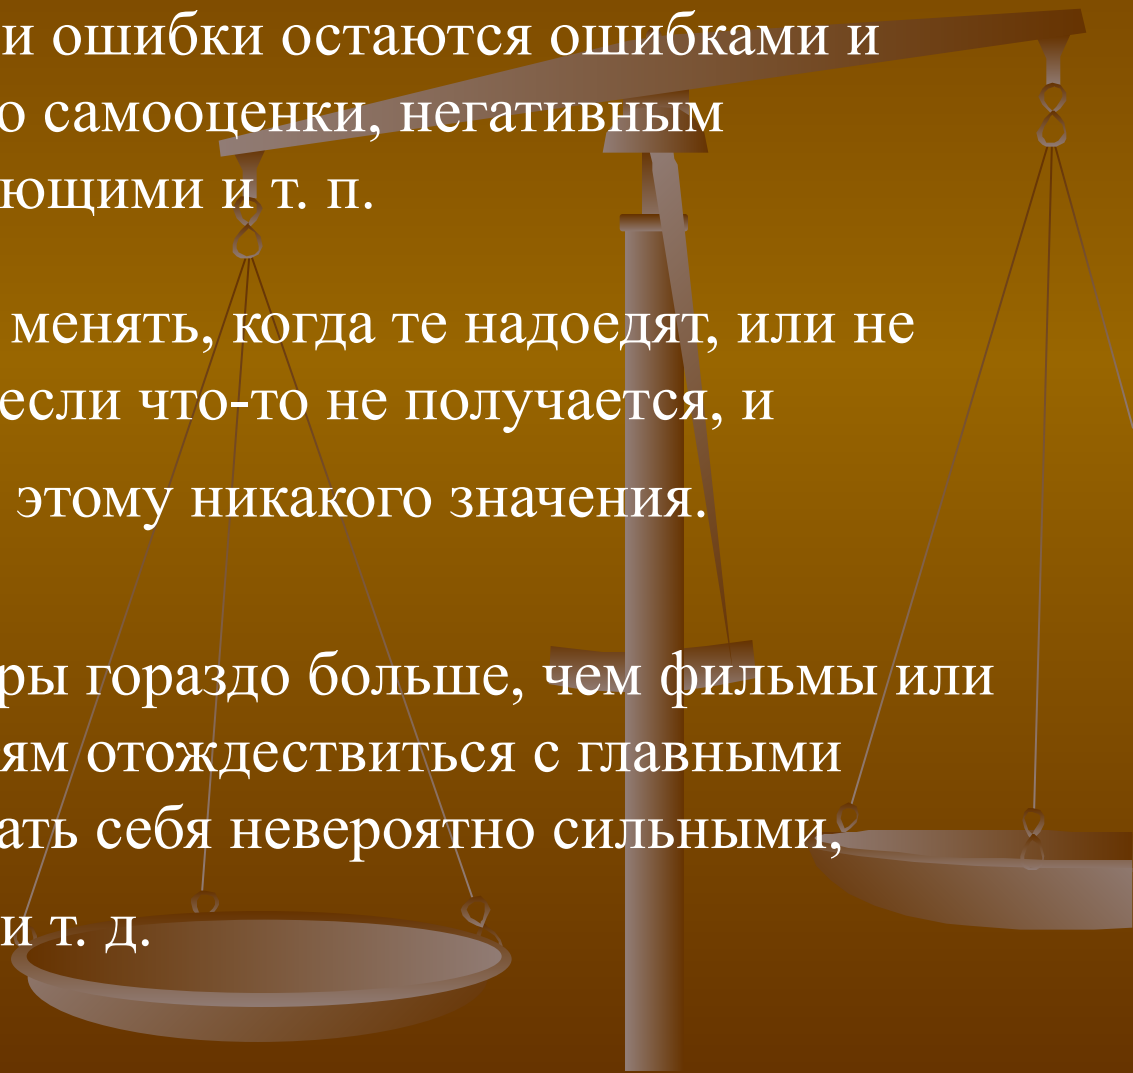 и ошибки остаются ошибками и
о самооценки, негативным
ющими и т. п.
менять, когда те надоедят, или не
если что-то не получается, и
этому никакого значения.
ры гораздо больше, чем фильмы или
ям отождествиться с главными
ать себя невероятно сильными,
и т. д.